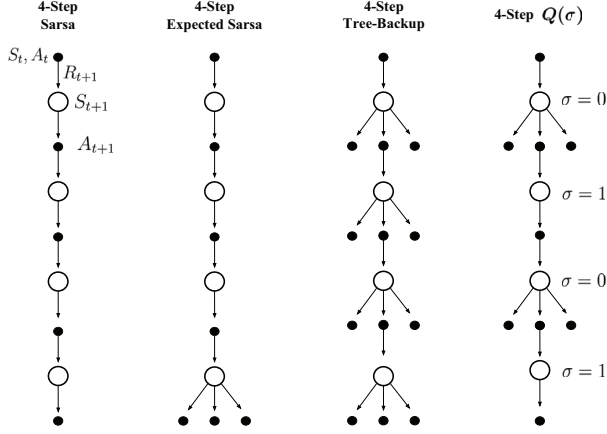 4-Step
Sarsa
4-Step
Expected Sarsa
4-Step
Tree-Backup
4-Step Q(σ)
S_t, A_t
R_{t+1}
S_{t+1}
A_{t+1}
σ = 0
σ = 1
σ = 0
σ = 1